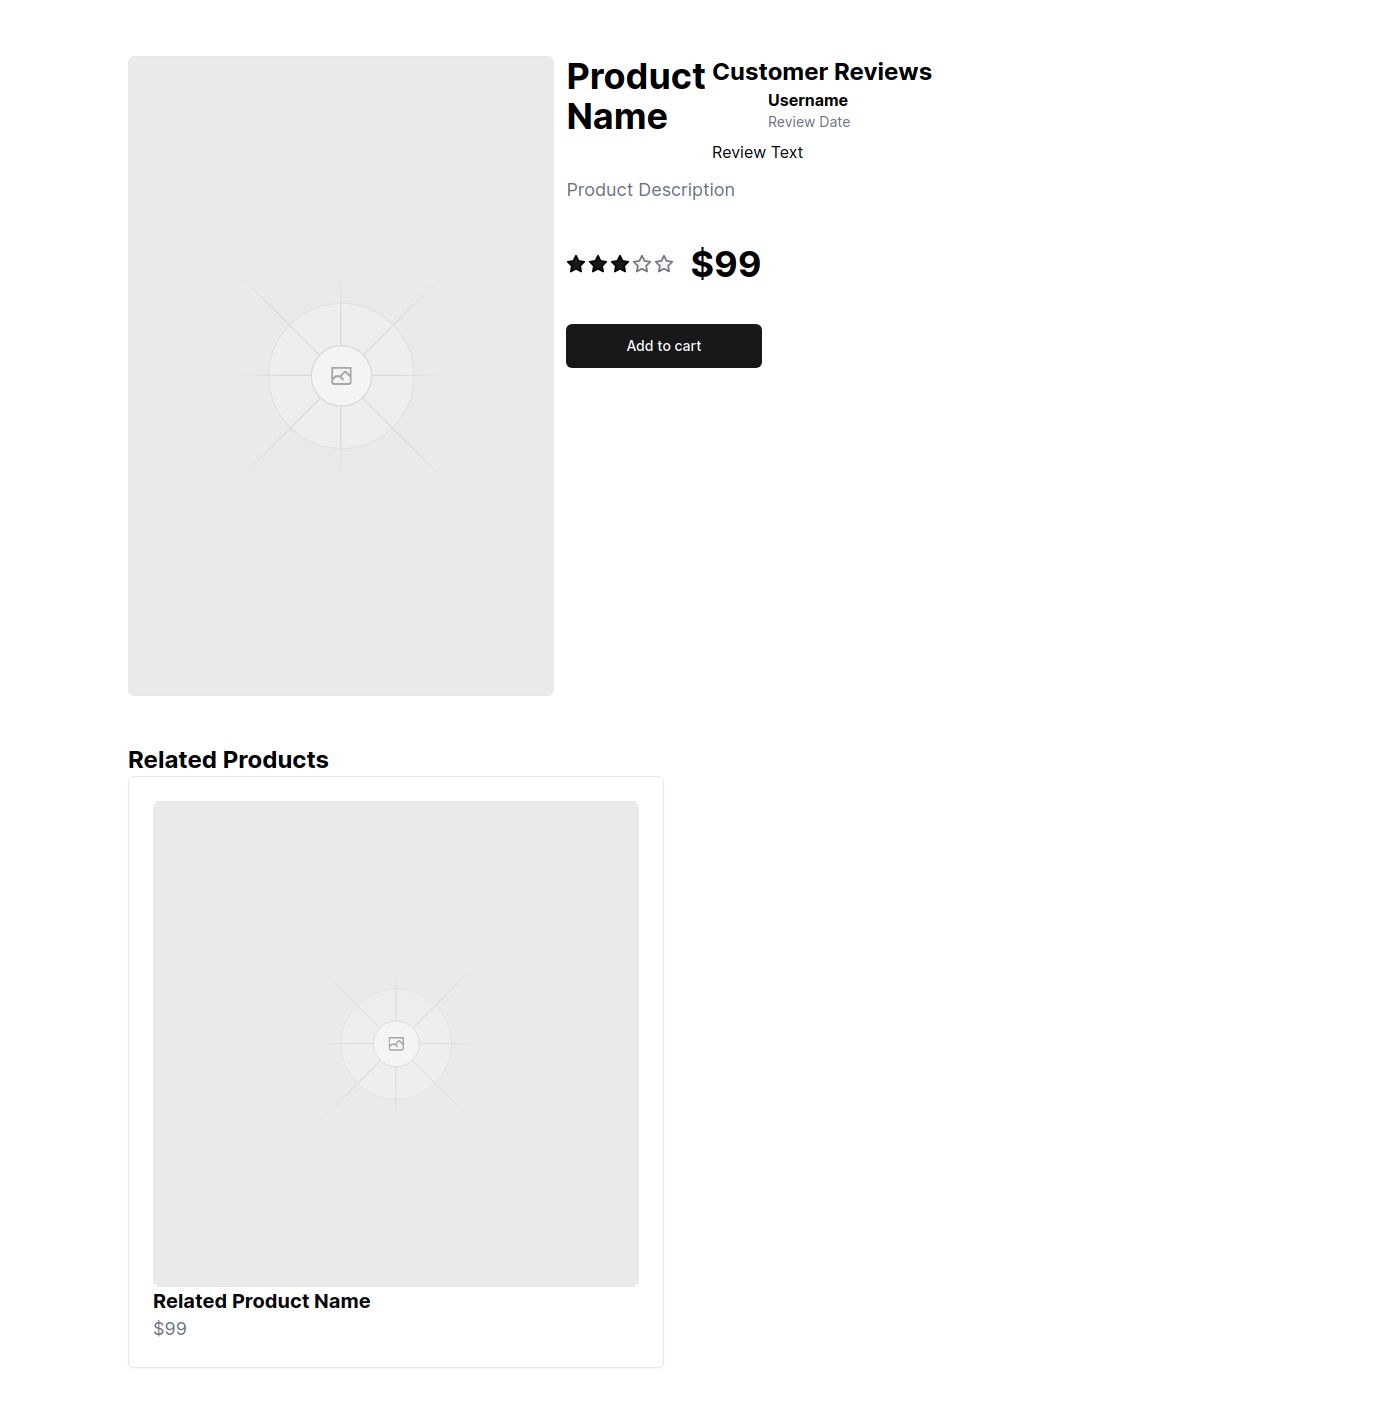 Product
Name
Product Description
$99
Add to cart
Customer Reviews
Username
Review Date
Review Text
Related Products
Related Product Name
$99